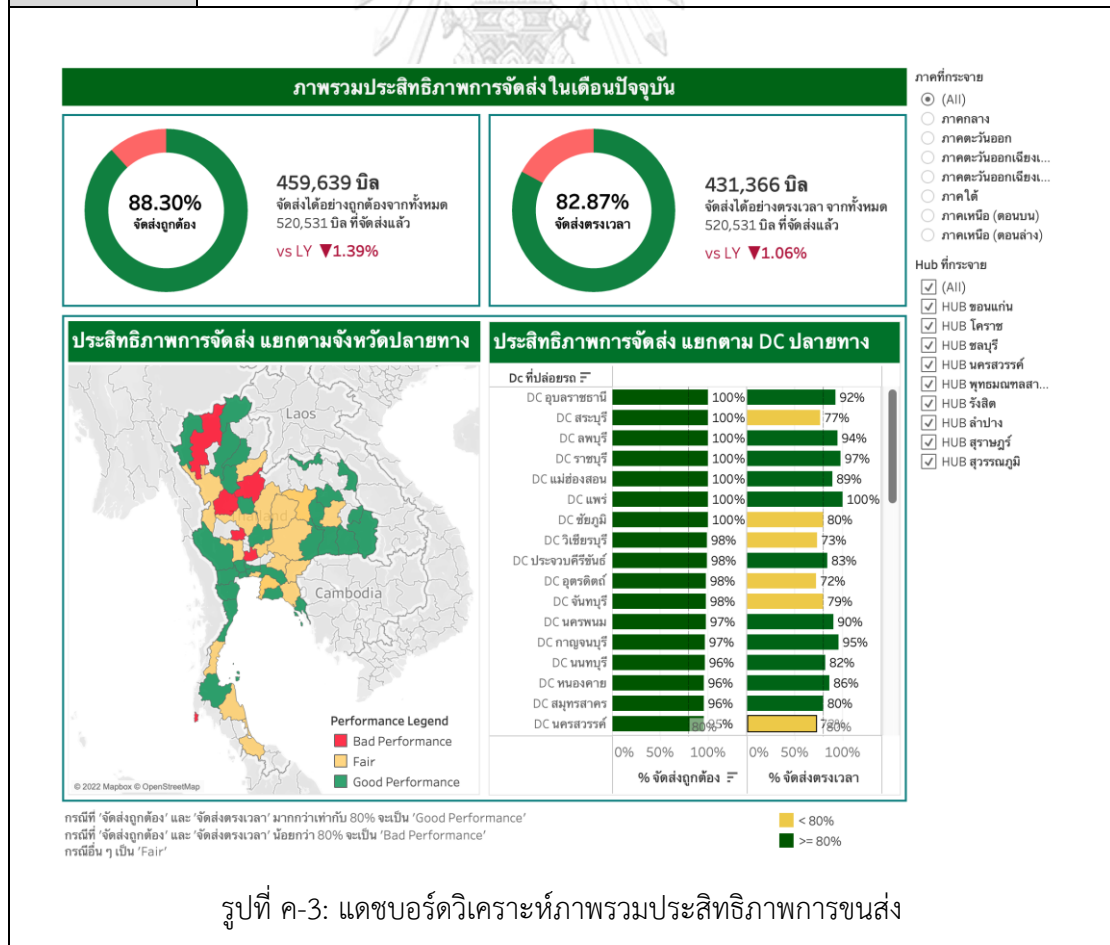 ภาพรวมประสิทธิภาพการจัดส่งในเดือนปัจจุบัน
88.30%
จัดส่งถูกต้อง
459,639 บิล
จัดส่งได้อย่างถูกต้องจากทั้งหมด
520,531 บิล ที่จัดส่งแล้ว
vs LY ▼1.39%
82.87%
จัดส่งตรงเวลา
431,366 บิล
จัดส่งได้อย่างตรงเวลา จากทั้งหมด
520,531 บิล ที่จัดส่งแล้ว
vs LY ▼1.06%
ภาคที่กระจาย
(All)
ภาคกลาง
ภาคตะวันออก
ภาคตะวันออกเฉียงเ...
ภาคตะวันออกเฉียงเ...
ภาคใต้
ภาคเหนือ (ตอนบน)
ภาคเหนือ (ตอนล่าง)
Hub ที่กระจาย
(All)
HUB ขอนแก่น
HUB โคราช
HUB ชลบุรี
HUB นครสวรรค์
HUB พุทธมณฑลสา...
HUB รังสิต
HUB ลำปาง
HUB สุราษฎร์
HUB สุวรรณภูมิ
ประสิทธิภาพการจัดส่ง แยกตามจังหวัดปลายทาง
Laos
Thailand
Cambodia
Performance Legend
Bad Performance
Fair
Good Performance
© 2022 Mapbox © OpenStreetMap
ประสิทธิภาพการจัดส่ง แยกตาม DC ปลายทาง
Dc ที่ปล่อยรถ
DC อุบลราชธานี 100% 92%
DC สระบุรี 100% 77%
DC ลพบุรี 100% 94%
DC ราชบุรี 100% 97%
DC แม่ฮ่องสอน 100% 89%
DC แพร่ 100% 100%
DC ชัยภูมิ 100% 80%
DC วิเชียรบุรี 98% 73%
DC ประจวบคีรีขันธ์ 98% 83%
DC อุตรดิตถ์ 98% 72%
DC จันทบุรี 98% 79%
DC นครพนม 97% 90%
DC กาญจนบุรี 97% 95%
DC นนทบุรี 96% 82%
DC หนองคาย 96% 86%
DC สมุทรสาคร 96% 80%
DC นครสวรรค์ 80% 80%
0% 50% 100% 0% 50% 100%
% จัดส่งถูกต้อง % จัดส่งตรงเวลา
< 80%
>= 80%
กรณีที่ 'จัดส่งถูกต้อง' และ 'จัดส่งตรงเวลา' มากกว่าเท่ากับ 80% จะเป็น 'Good Performance'
กรณีที่ 'จัดส่งถูกต้อง' และ 'จัดส่งตรงเวลา' น้อยกว่า 80% จะเป็น 'Bad Performance'
กรณีอื่น ๆ เป็น 'Fair'
รูปที่ ค-3: แดชบอร์ดวิเคราะห์ภาพรวมประสิทธิภาพการขนส่ง